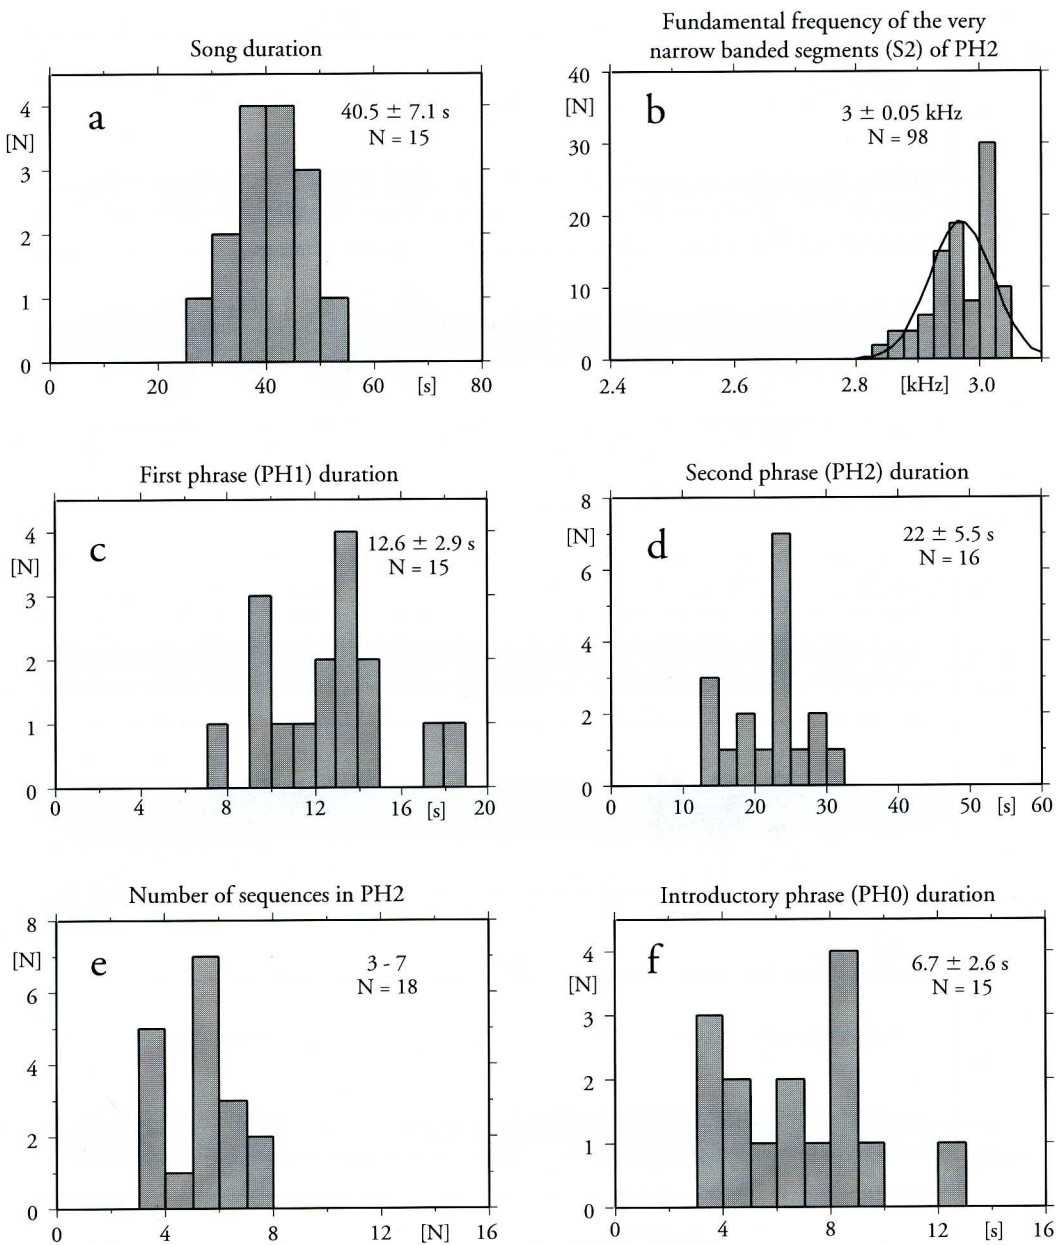 Song duration
a
40.5 ± 7.1 s
N = 15
4
[N]
3
2
1
0
0 20 40 60 [s] 80
Fundamental frequency of the very
narrow banded segments (S2) of PH2
b
3 ± 0.05 kHz
N = 98
40
[N]
30
20
10
0
2.4 2.6 2.8 [kHz] 3.0
First phrase (PH1) duration
c
12.6 ± 2.9 s
N = 15
4
[N]
3
2
1
0
0 4 8 12 16 [s] 20
Second phrase (PH2) duration
d
22 ± 5.5 s
N = 16
8
[N]
6
4
2
0
0 10 20 30 40 50 [s] 60
Number of sequences in PH2
e
3 - 7
N = 18
8
[N]
6
4
2
0
0 4 8 12 [N] 16
Introductory phrase (PH0) duration
f
6.7 ± 2.6 s
N = 15
4
[N]
3
2
1
0
0 4 8 12 [s] 16